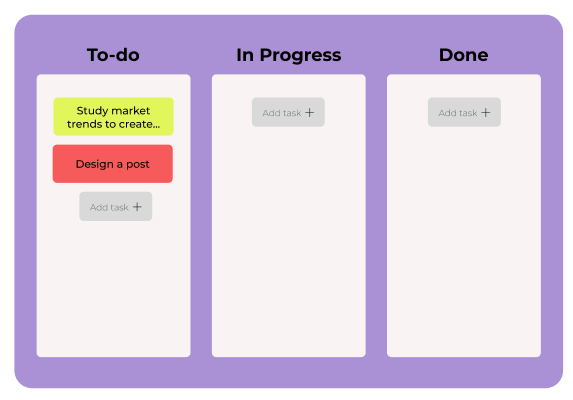 To-do
In Progress
Done
Study market
trends to create...
Design a post
Add task +
Add task +
Add task +